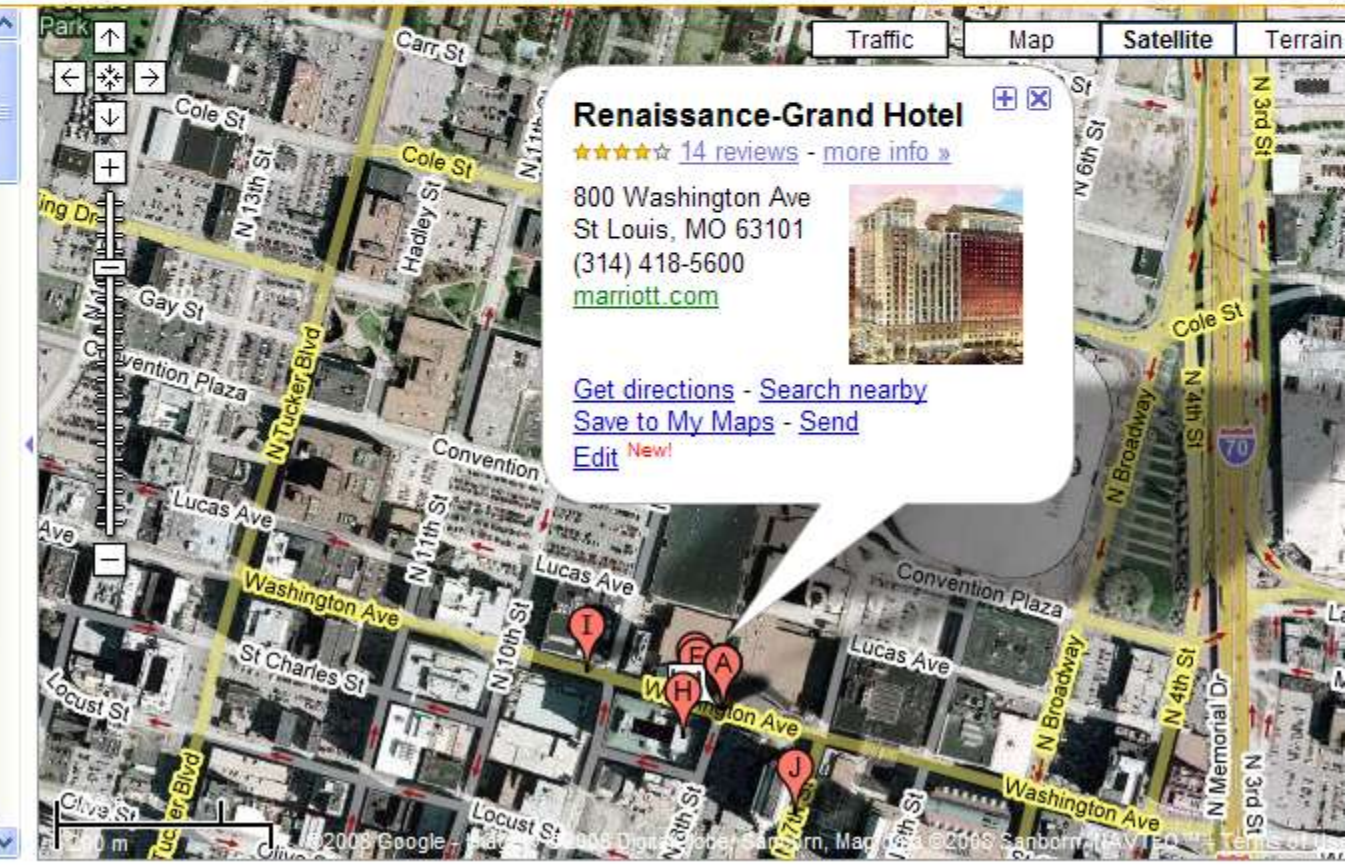 Park
Traffic
Map
Satellite
Terrain
Carr St
Renaissance-Grand Hotel
14 reviews - more info »
800 Washington Ave
St Louis, MO 63101
(314) 418-5600
marriott.com
Get directions - Search nearby
Save to My Maps - Send
Edit New!
St
N 6th St
N 3rd St
Cole St
Cole St
N 11th St
N 13th St
Hadley St
ing Dr
Gay St
Cole St
Convention Plaza
N Tucker Blvd
N Broadway
N 4th St
70
Convention
Lucas Ave
Ave
N 11th St
Lucas Ave
Convention Plaza
Washington Ave
I
E
A
H
J
Lucas Ave
St Charles St
N 10th St
Washington Ave
Locust St
N Broadway
N 4th St
N Memorial Dr
N 3rd St
Washington Ave
Tucker Blvd
Locust St
Olive St
Olive St
©2008 Google